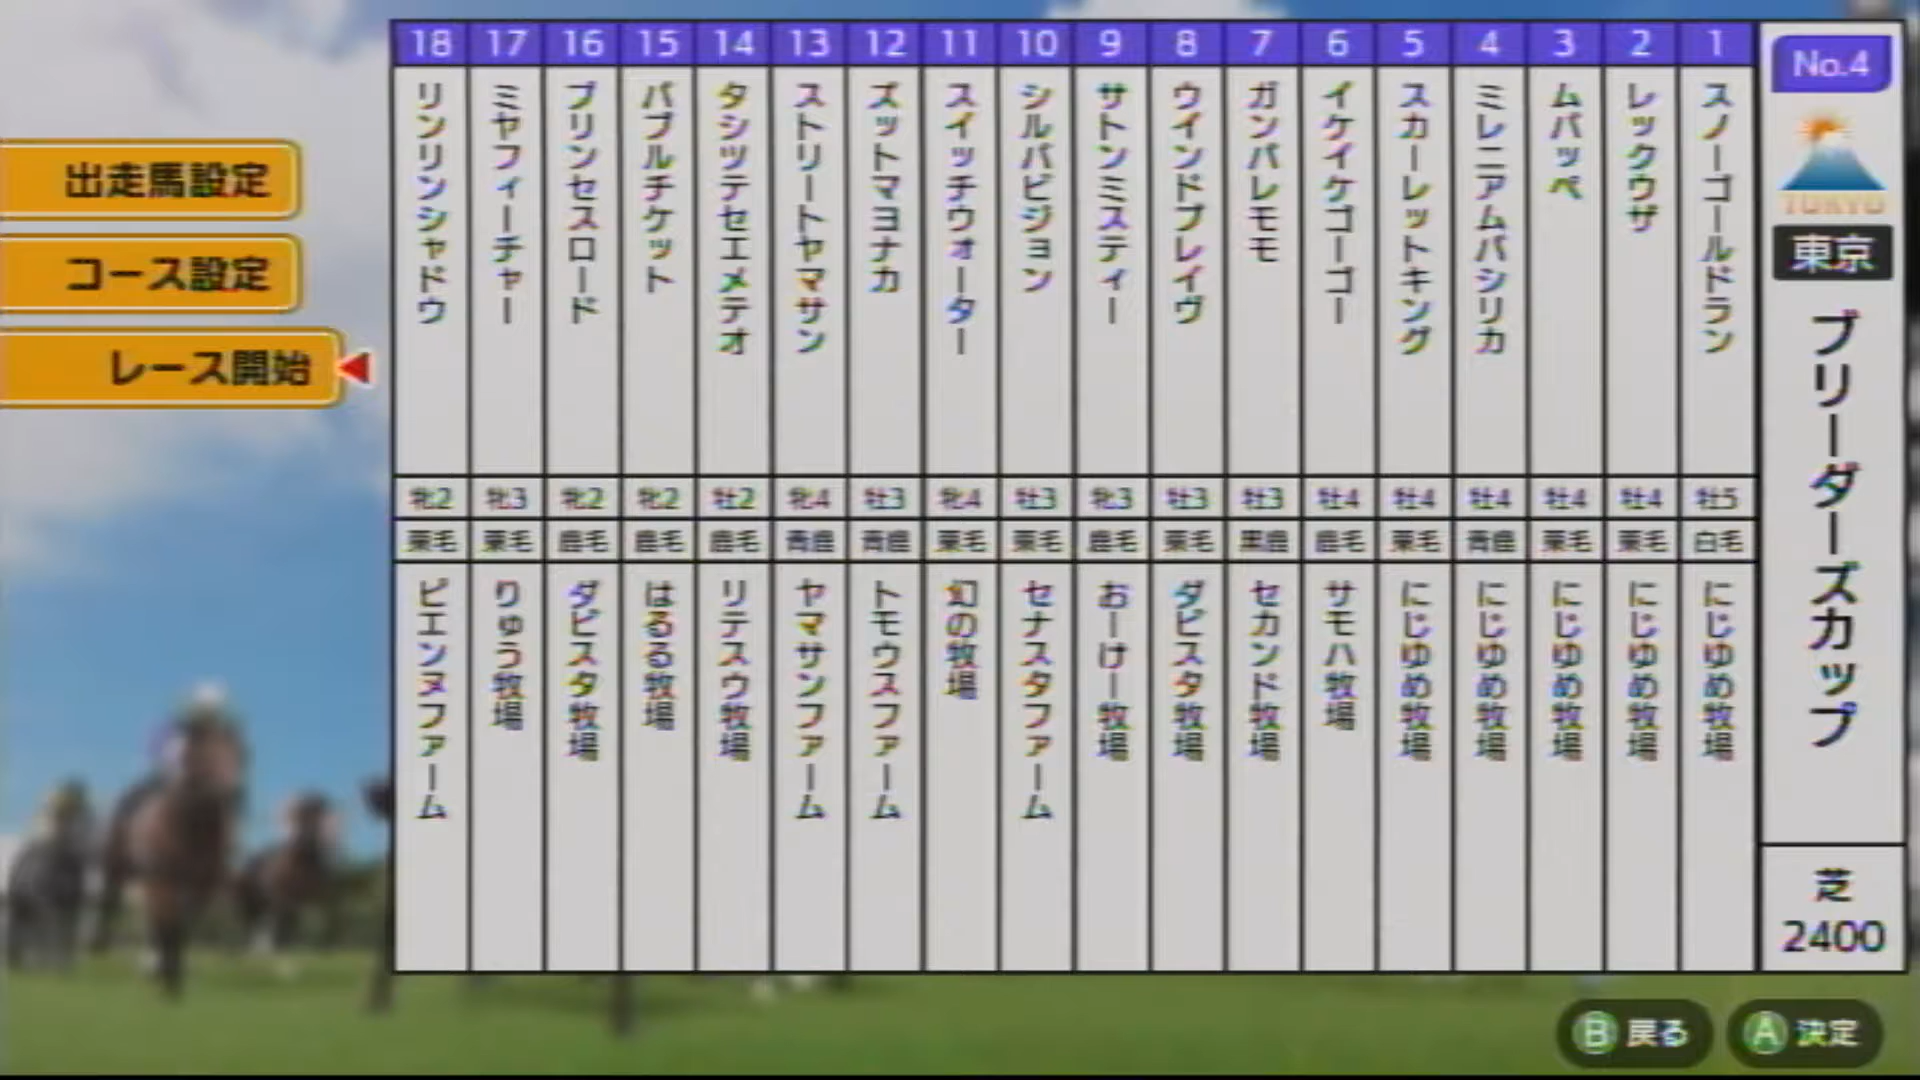 No.4
TOKYO
東京
ブリーダーズカップ
芝
2400
1
スノーゴールドラン
牡5
白毛
にじゆめ牧場
2
レックウザ
牡4
栗毛
にじゆめ牧場
3
ムバッペ
牡4
栗毛
にじゆめ牧場
4
ミレニアムバシリカ
牡4
青鹿
にじゆめ牧場
5
スカーレットキング
牡4
栗毛
にじゆめ牧場
6
イケイケゴーゴー
牡4
鹿毛
サモハ牧場
7
ガンバレモモ
牡3
黒鹿
セカンド牧場
8
ウインドブレイヴ
牡3
栗毛
ダビスタ牧場
9
サトンミスティー
牝3
鹿毛
おーけー牧場
10
シルバビジョン
牡3
栗毛
セナスタファーム
11
スイッチウォーター
牝4
栗毛
幻の牧場
12
ズットマヨナカ
牡3
青鹿
トモウスファーム
13
ストリートヤマサン
牝4
青鹿
ヤマサンファーム
14
タシッテセエメテオ
牡2
鹿毛
リテスウ牧場
15
バブルチケット
牝2
鹿毛
はるる牧場
16
プリンセスロード
牝2
鹿毛
ダビスタ牧場
17
ミヤフィーチャー
牝3
栗毛
りゅう牧場
18
リンリンシャドウ
牝2
栗毛
ピエンヌファーム
出走馬設定
コース設定
レース開始
B 戻る
A 決定